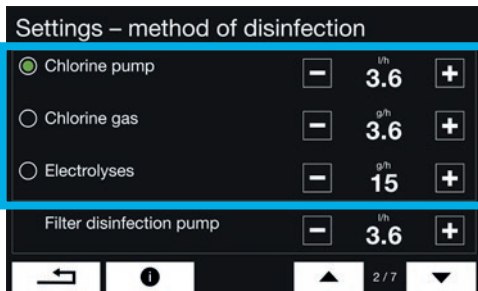 Settings – method of disinfection
Chlorine pump − l/h 3.6 +
Chlorine gas − g/h 3.6 +
Electrolyses − g/h 15 +
Filter disinfection pump − l/h 3.6 +
2/7